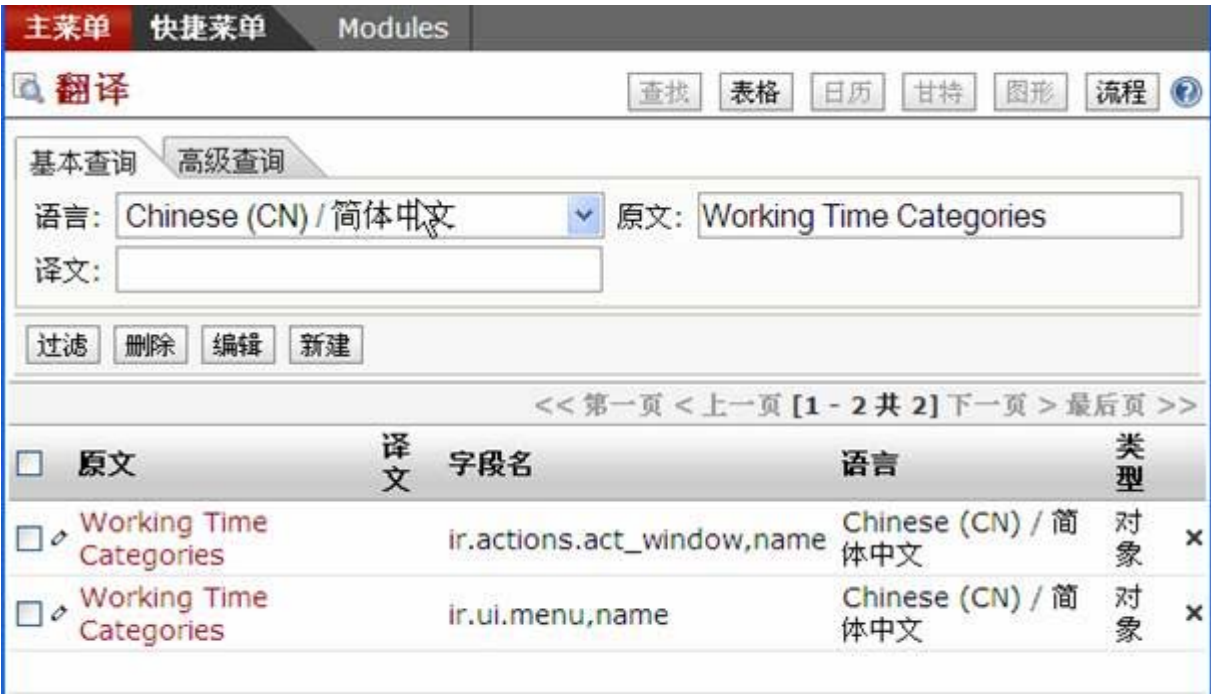 主菜单 快捷菜单 Modules
翻译 查找 表格 日历 甘特 图形 流程 ?
基本查询 高级查询
语言: Chinese (CN) / 简体中文 原文: Working Time Categories
译文:
过滤 删除 编辑 新建
<< 第一页 < 上一页 [1 - 2 共 2] 下一页 > 最后页 >>
原文 译文 字段名 语言 类型
Working Time Categories ir.actions.act_window,name Chinese (CN) / 简体中文 对象
Working Time Categories ir.ui.menu,name Chinese (CN) / 简体中文 对象